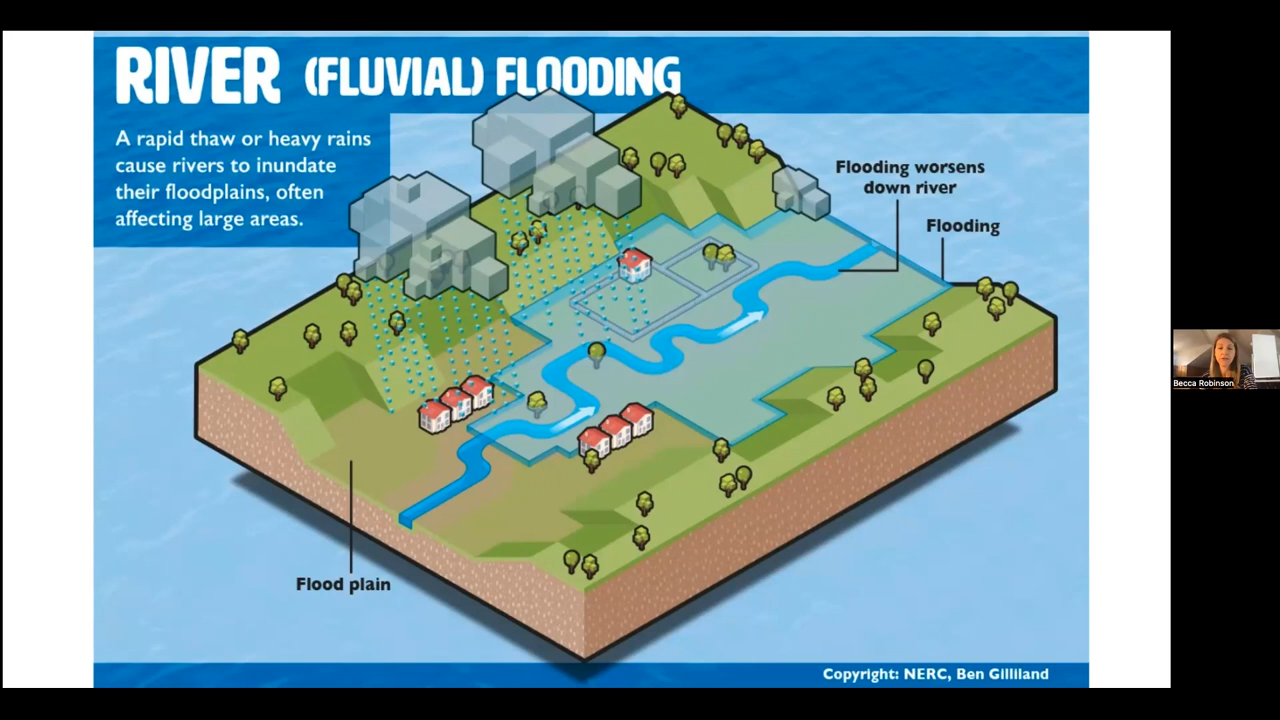 RIVER (FLUVIAL) FLOODING
A rapid thaw or heavy rains
cause rivers to inundate
their floodplains, often
affecting large areas.
Flooding worsens
down river
Flooding
Becca Robinson
Flood plain
Copyright: NERC, Ben Gilliland